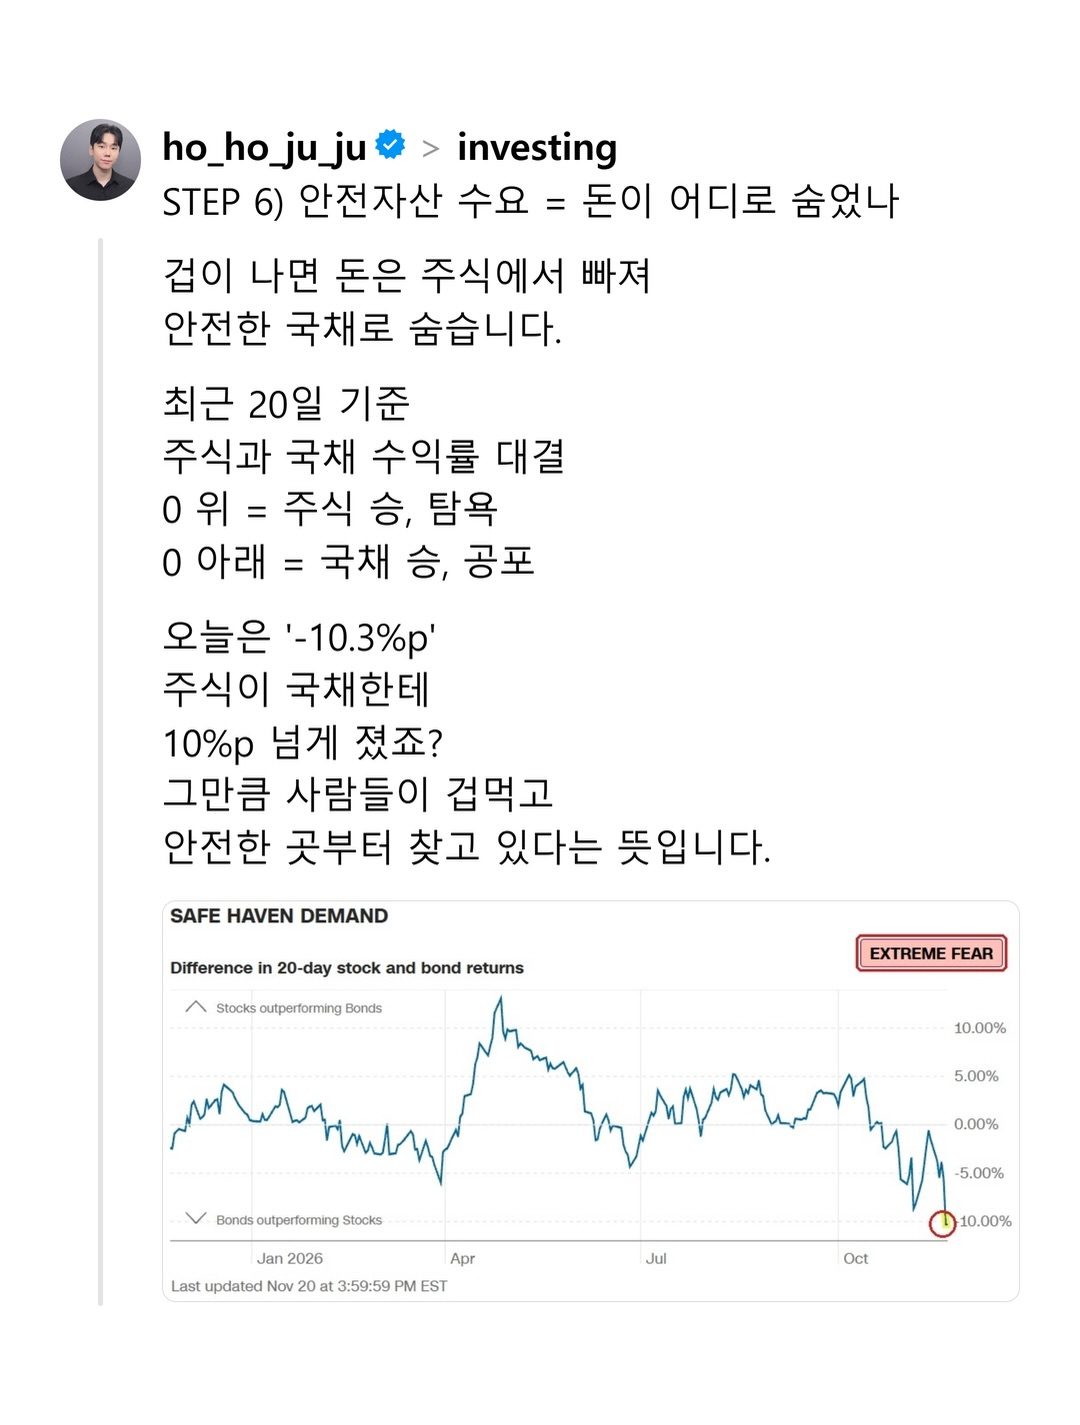 ho_ho_ju_ju > investing
STEP 6) 안전자산 수요 = 돈이 어디로 숨었나
겁이 나면 돈은 주식에서 빠져
안전한 국채로 숨습니다.
최근 20일 기준
주식과 국채 수익률 대결
0 위 = 주식 승, 탐욕
0 아래 = 국채 승, 공포
오늘은 '-10.3%p'
주식이 국채한테
10%p 넘게 졌죠?
그만큼 사람들이 겁먹고
안전한 곳부터 찾고 있다는 뜻입니다.
SAFE HAVEN DEMAND
EXTREME FEAR
Difference in 20-day stock and bond returns
Stocks outperforming Bonds
10.00%
5.00%
0.00%
-5.00%
Bonds outperforming Stocks
-10.00%
Jan 2026
Apr
Jul
Oct
Last updated Nov 20 at 3:59:59 PM EST